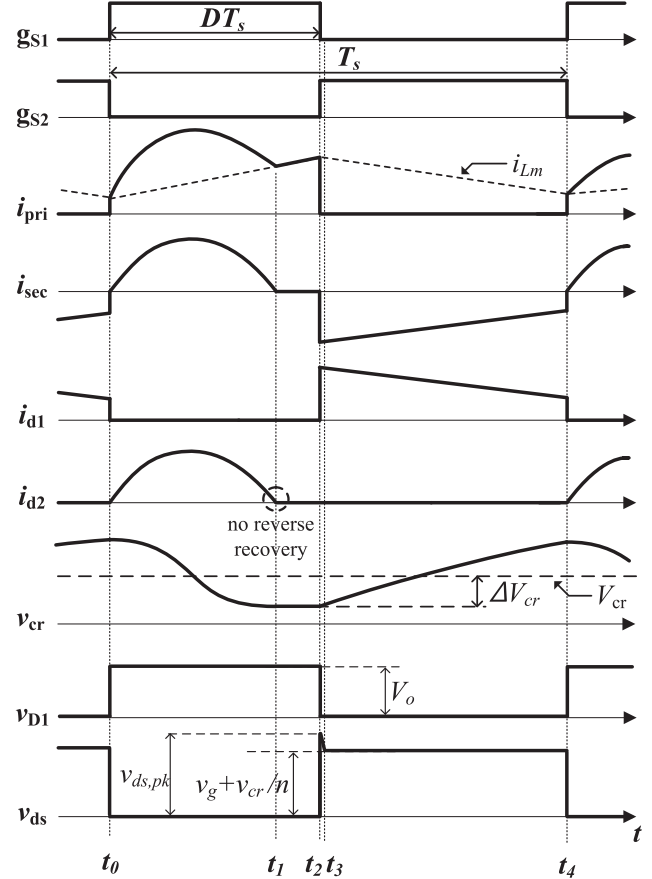 DTs
gS1
Ts
gS2
iLm
ipri
isec
id1
id2
no reverse
recovery
ΔVcr
Vcr
vcr
Vo
vD1
vds,pk
vg+vcr/n
vds
t
t0 t1 t2 t3 t4